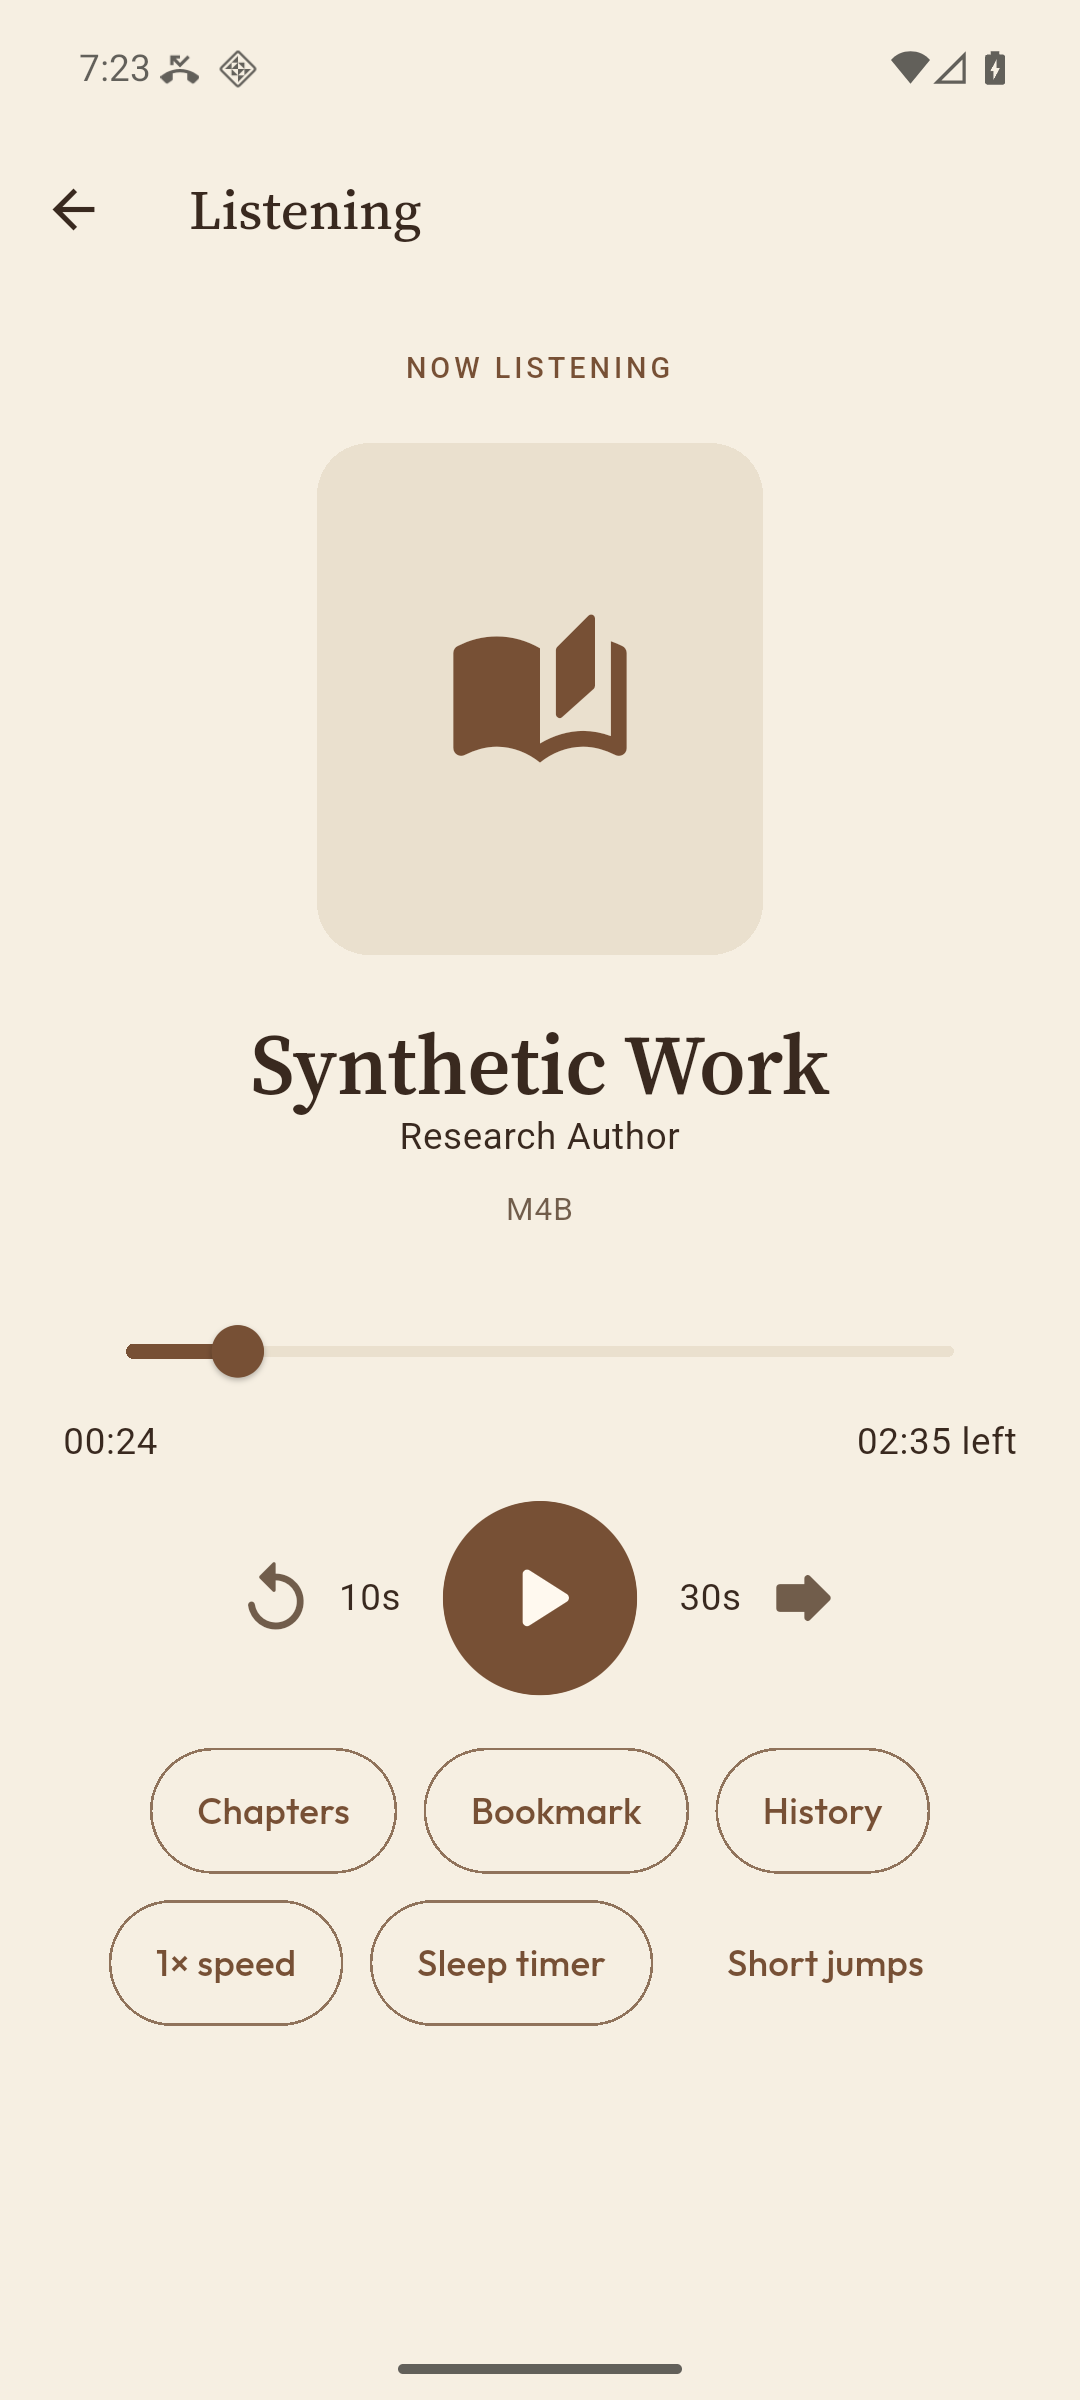 7:23
Listening
NOW LISTENING
Synthetic Work
Research Author
M4B
00:24 02:35 left
10s 30s
Chapters Bookmark History
1× speed Sleep timer Short jumps